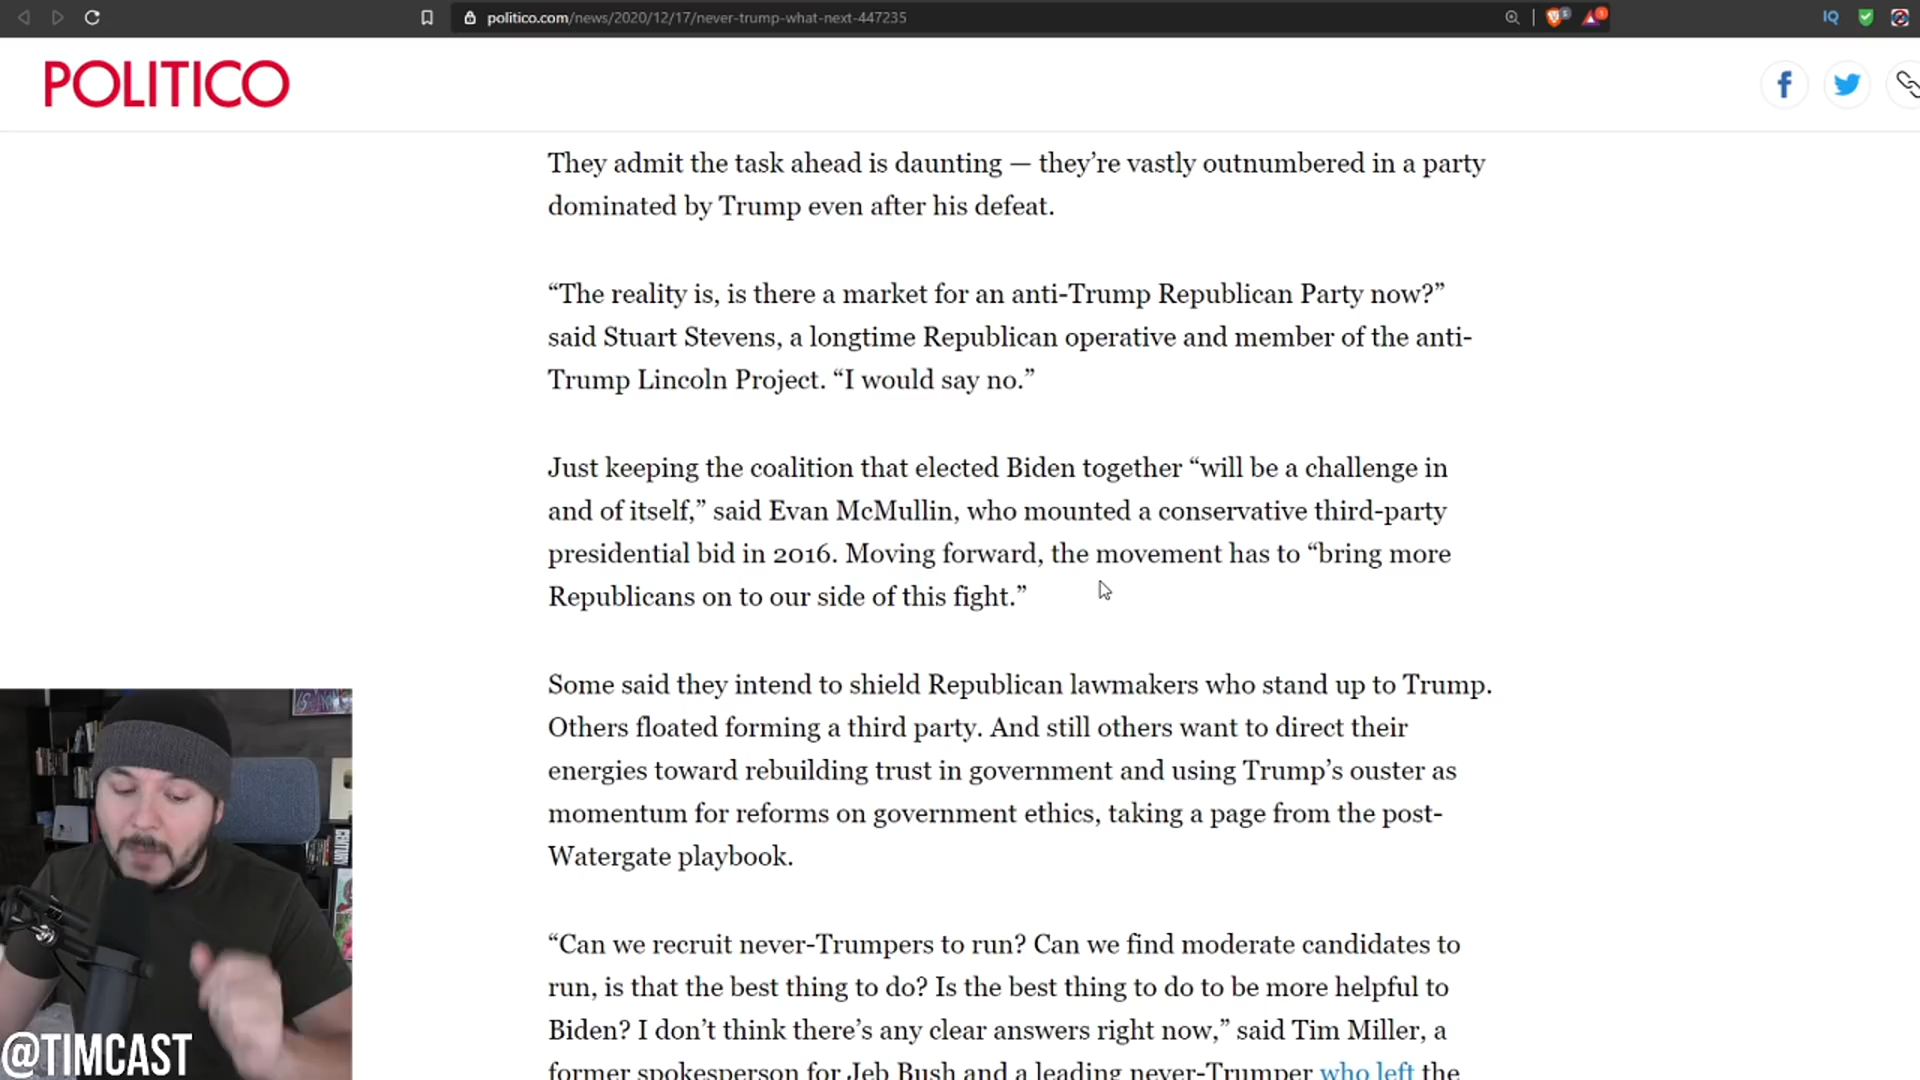 politico.com/news/2020/12/17/never-trump-what-next-447235
IQ
POLITICO
They admit the task ahead is daunting — they’re vastly outnumbered in a party
dominated by Trump even after his defeat.
“The reality is, is there a market for an anti-Trump Republican Party now?”
said Stuart Stevens, a longtime Republican operative and member of the anti-
Trump Lincoln Project. “I would say no.”
Just keeping the coalition that elected Biden together “will be a challenge in
and of itself,” said Evan McMullin, who mounted a conservative third-party
presidential bid in 2016. Moving forward, the movement has to “bring more
Republicans on to our side of this fight.”
Some said they intend to shield Republican lawmakers who stand up to Trump.
Others floated forming a third party. And still others want to direct their
energies toward rebuilding trust in government and using Trump’s ouster as
momentum for reforms on government ethics, taking a page from the post-
Watergate playbook.
“Can we recruit never-Trumpers to run? Can we find moderate candidates to
run, is that the best thing to do? Is the best thing to do to be more helpful to
Biden? I don’t think there’s any clear answers right now,” said Tim Miller, a
former spokesperson for Jeb Bush and a leading never-Trumper who left the
@TIMCAST